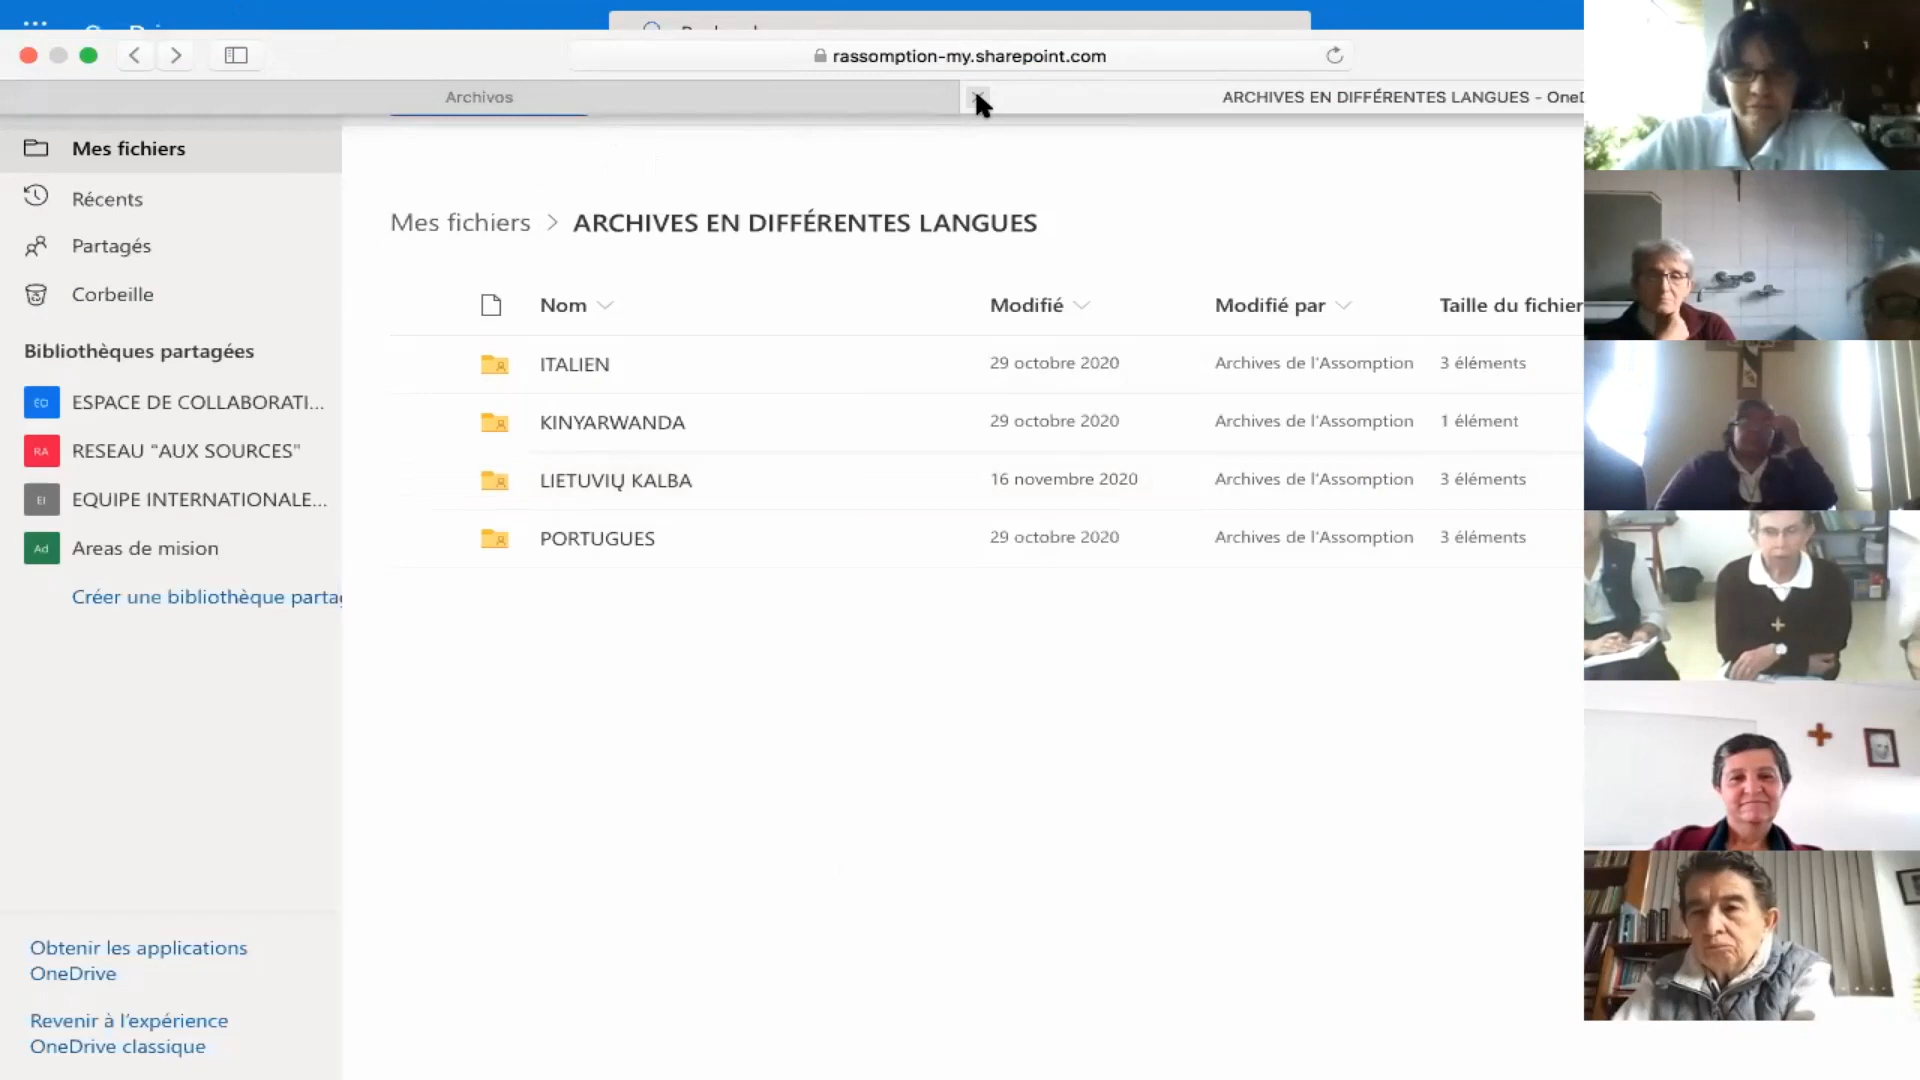 rassomption-my.sharepoint.com
Archivos
ARCHIVES EN DIFFÉRENTES LANGUES - OneD
Mes fichiers
Récents
Partagés
Corbeille
Bibliothèques partagées
ÉD ESPACE DE COLLABORATI...
RA RESEAU "AUX SOURCES"
EI EQUIPE INTERNATIONALE...
Ad Areas de mision
Créer une bibliothèque partag
Obtenir les applications
OneDrive
Revenir à l'expérience
OneDrive classique
Mes fichiers > ARCHIVES EN DIFFÉRENTES LANGUES
Nom Modifié Modifié par Taille du fichier
ITALIEN 29 octobre 2020 Archives de l'Assomption 3 éléments
KINYARWANDA 29 octobre 2020 Archives de l'Assomption 1 élément
LIETUVIŲ KALBA 16 novembre 2020 Archives de l'Assomption 3 éléments
PORTUGUES 29 octobre 2020 Archives de l'Assomption 3 éléments